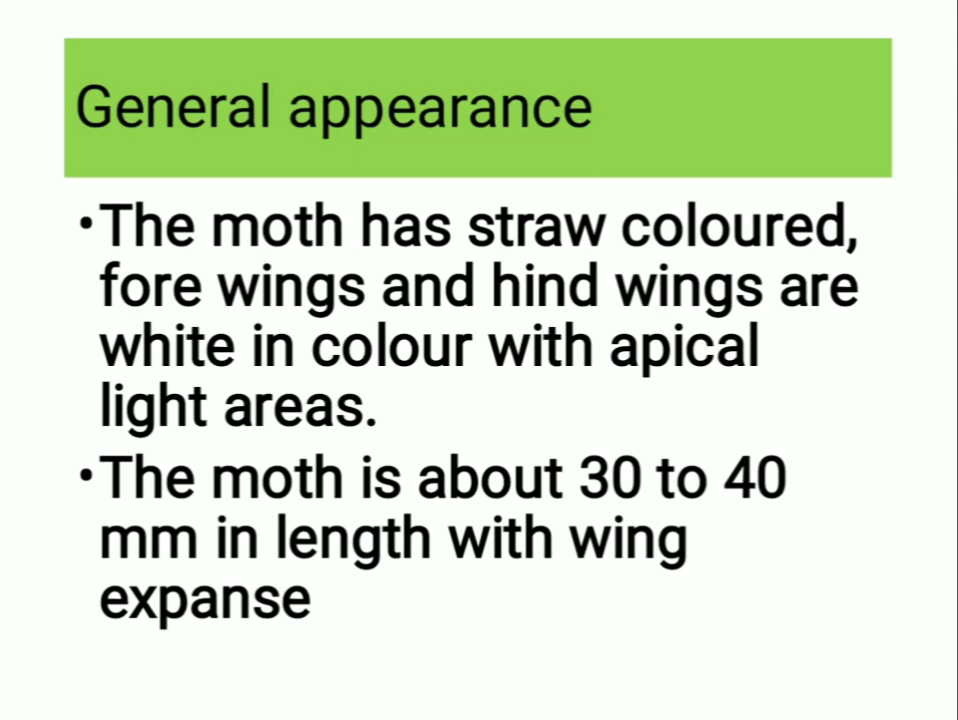 General appearance
•The moth has straw coloured,
fore wings and hind wings are
white in colour with apical
light areas.
•The moth is about 30 to 40
mm in length with wing
expanse